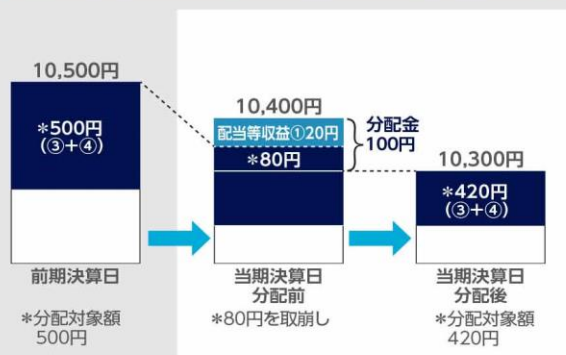 10,500円
*500円
(③+④)
前期決算日
*分配対象額
500円
10,400円
配当等収益①20円
*80円
分配金
100円
当期決算日
分配前
*80円を取崩し
10,300円
*420円
(③+④)
当期決算日
分配後
*分配対象額
420円